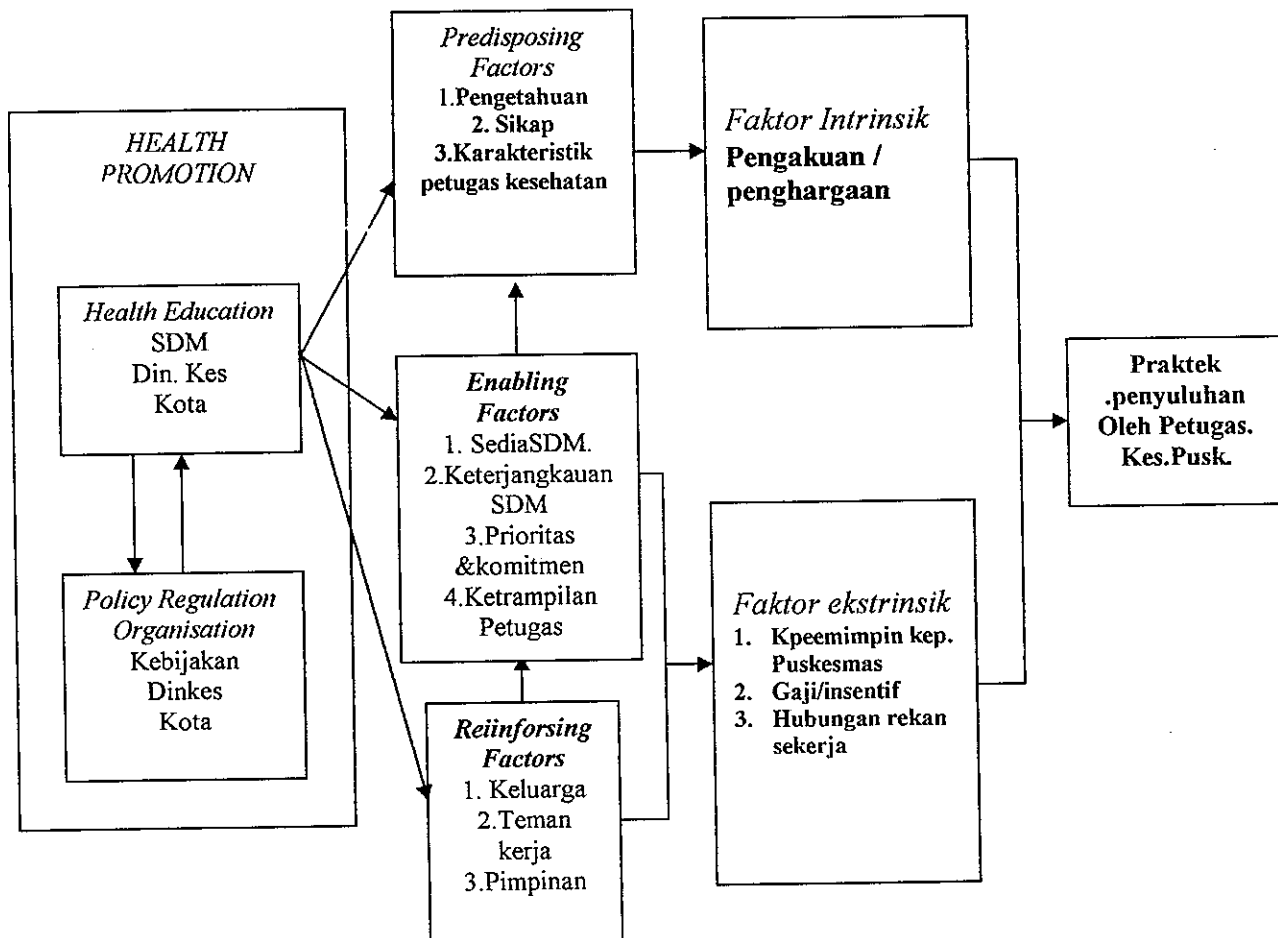 HEALTH
PROMOTION
Health Education
SDM
Din. Kes
Kota
Policy Regulation
Organisation
Kebijakan
Dinkes
Kota
Predisposing
Factors
1.Pengetahuan
2. Sikap
3.Karakteristik
petugas kesehatan
Enabling
Factors
1. SediaSDM.
2.Keterjangkauan
SDM
3.Prioritas
&komitmen
4.Ketrampilan
Petugas
Reiinforsing
Factors
1. Keluarga
2.Teman
kerja
3.Pimpinan
Faktor Intrinsik
Pengakuan /
penghargaan
Faktor ekstrinsik
1. Kpeemimpin kep.
Puskesmas
2. Gaji/insentif
3. Hubungan rekan
sekerja
Praktek
.penyuluhan
Oleh Petugas.
Kes.Pusk.